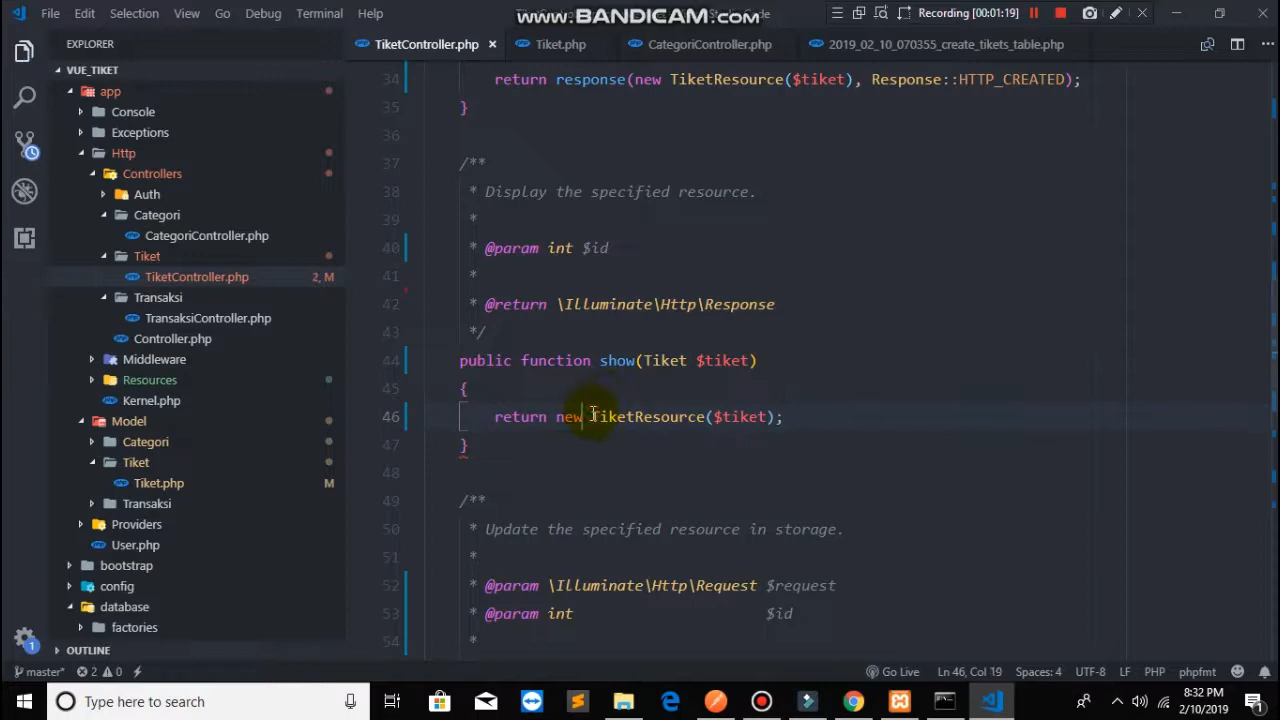 www.BANDICAM.com
File Edit Selection View Go Debug Terminal Help
Recording [00:01:19]
EXPLORER
TiketController.php Tiket.php CategoriController.php 2019_02_10_070355_create_tikets_table.php
VUE_TIKET
app
Console
Exceptions
Http
Controllers
Auth
Categori
CategoriController.php
Tiket
TiketController.php 2, M
Transaksi
TransaksiController.php
Controller.php
Middleware
Resources
Kernel.php
Model
Categori
Tiket
Tiket.php M
Transaksi
Providers
User.php
bootstrap
config
database
factories
OUTLINE
34 return response(new TiketResource($tiket), Response::HTTP_CREATED);
35 }
36
37 /**
38 * Display the specified resource.
39 *
40 * @param int $id
41 *
42 * @return \Illuminate\Http\Response
43 */
44 public function show(Tiket $tiket)
45 {
46 return new TiketResource($tiket);
47 }
48
49 /**
50 * Update the specified resource in storage.
51 *
52 * @param \Illuminate\Http\Request $request
53 * @param int $id
54 *
1
master* 2 0 Go Live Ln 46, Col 19 Spaces: 4 UTF-8 LF PHP phpfmt
Type here to search
8:32 PM
2/10/2019
1